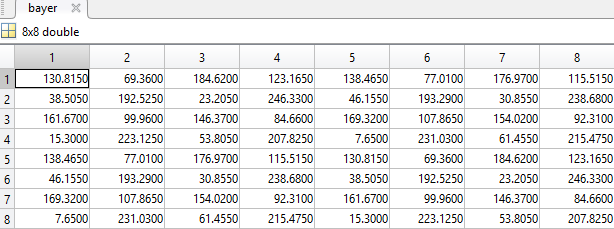 bayer
8x8 double
1 2 3 4 5 6 7 8
1 130.8150 69.3600 184.6200 123.1650 138.4650 77.0100 176.9700 115.5150
2 38.5050 192.5250 23.2050 246.3300 46.1550 193.2900 30.8550 238.6800
3 161.6700 99.9600 146.3700 84.6600 169.3200 107.8650 154.0200 92.3100
4 15.3000 223.1250 53.8050 207.8250 7.6500 231.0300 61.4550 215.4750
5 138.4650 77.0100 176.9700 115.5150 130.8150 69.3600 184.6200 123.1650
6 46.1550 193.2900 30.8550 238.6800 38.5050 192.5250 23.2050 246.3300
7 169.3200 107.8650 154.0200 92.3100 161.6700 99.9600 146.3700 84.6600
8 7.6500 231.0300 61.4550 215.4750 15.3000 223.1250 53.8050 207.8250